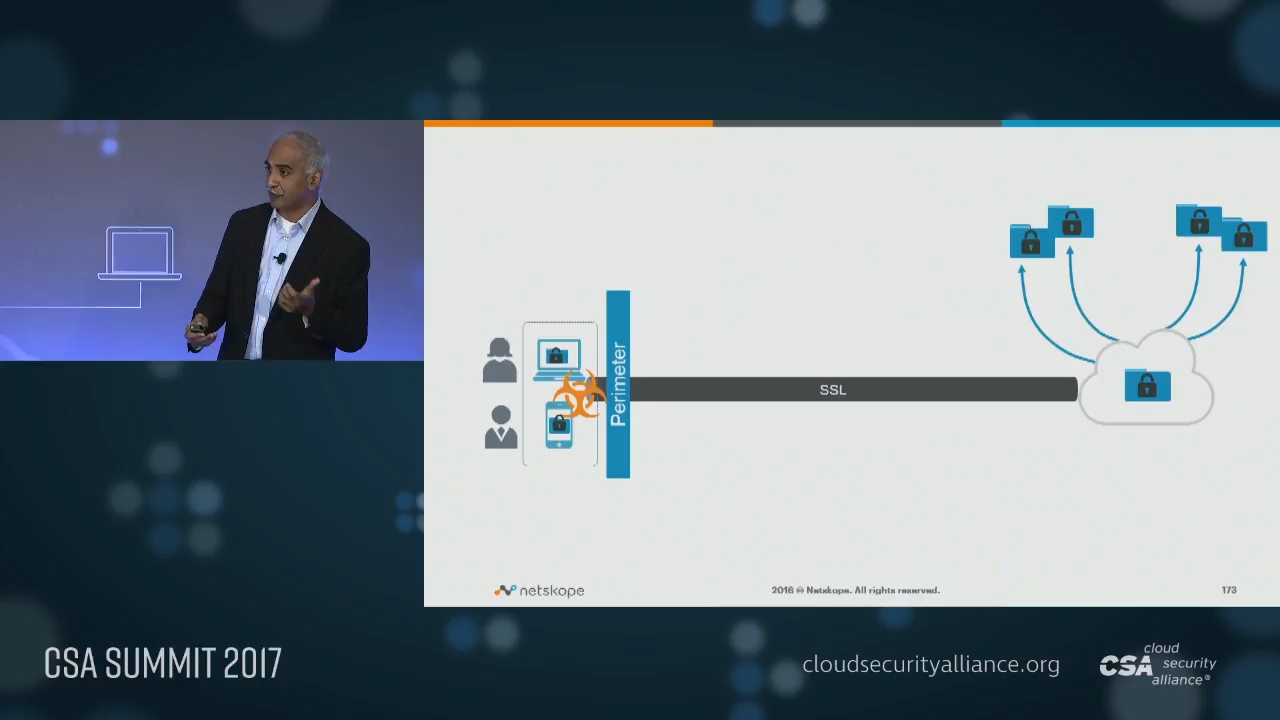 Perimeter
SSL
netskope
2016 © Netskope. All rights reserved.
173
CSA SUMMIT 2017
cloudsecurityalliance.org
CSA cloud
security
alliance®